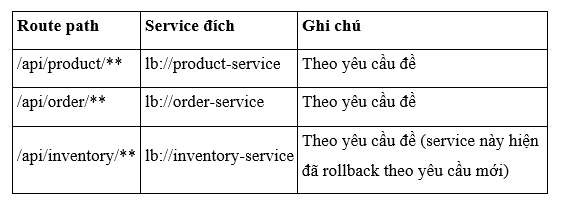 Route path Service đích Ghi chú
/api/product/** lb://product-service Theo yêu cầu đề
/api/order/** lb://order-service Theo yêu cầu đề
/api/inventory/** lb://inventory-service Theo yêu cầu đề (service này hiện
đã rollback theo yêu cầu mới)